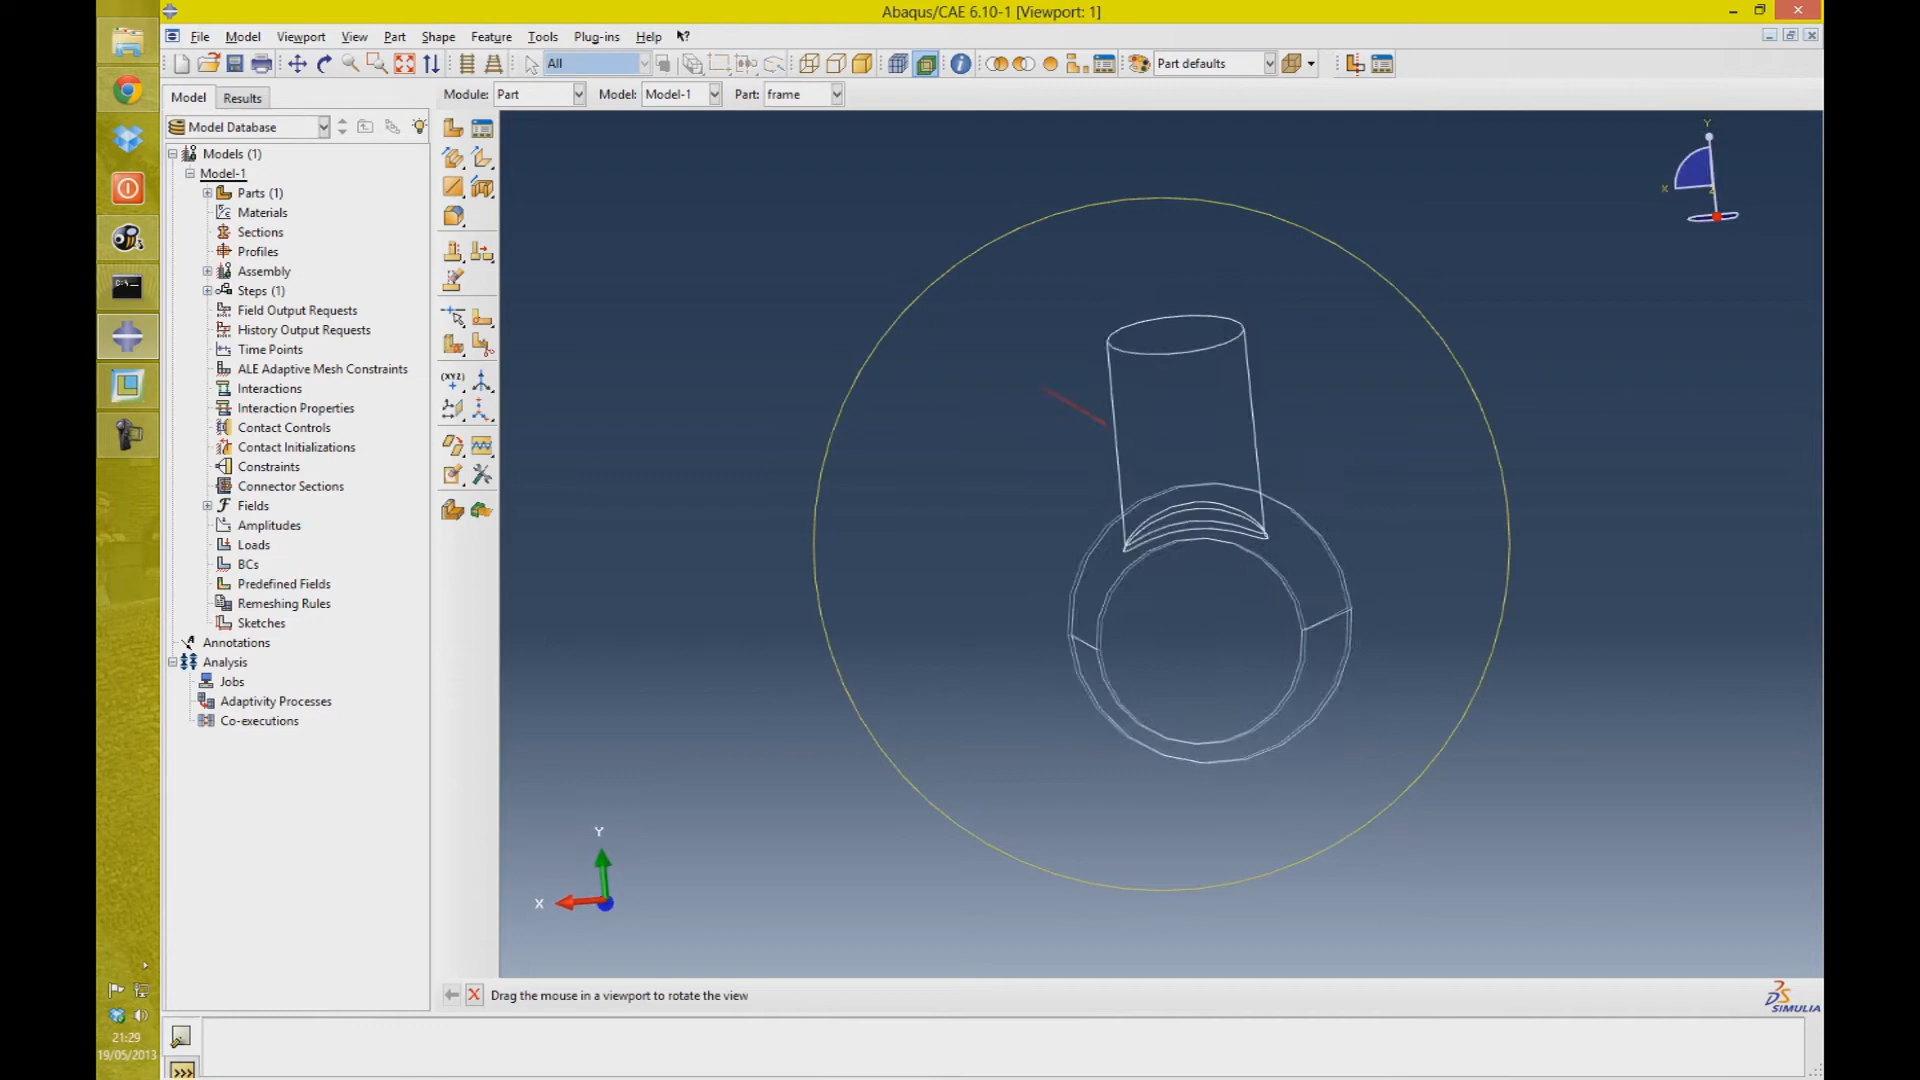 Abaqus/CAE 6.10-1 [Viewport: 1]
File Model Viewport View Part Shape Feature Tools Plug-ins Help
All
Part defaults
Model Results
Module: Part Model: Model-1 Part: frame
Model Database
Models (1)
Model-1
Parts (1)
Materials
Sections
Profiles
Assembly
Steps (1)
Field Output Requests
History Output Requests
Time Points
ALE Adaptive Mesh Constraints
Interactions
Interaction Properties
Contact Controls
Contact Initializations
Constraints
Connector Sections
Fields
Amplitudes
Loads
BCs
Predefined Fields
Remeshing Rules
Sketches
Annotations
Analysis
Jobs
Adaptivity Processes
Co-executions
(XYZ)
Y
X
Z
Y
X
Drag the mouse in a viewport to rotate the view
SIMULIA
21:29
19/05/2013
>>>